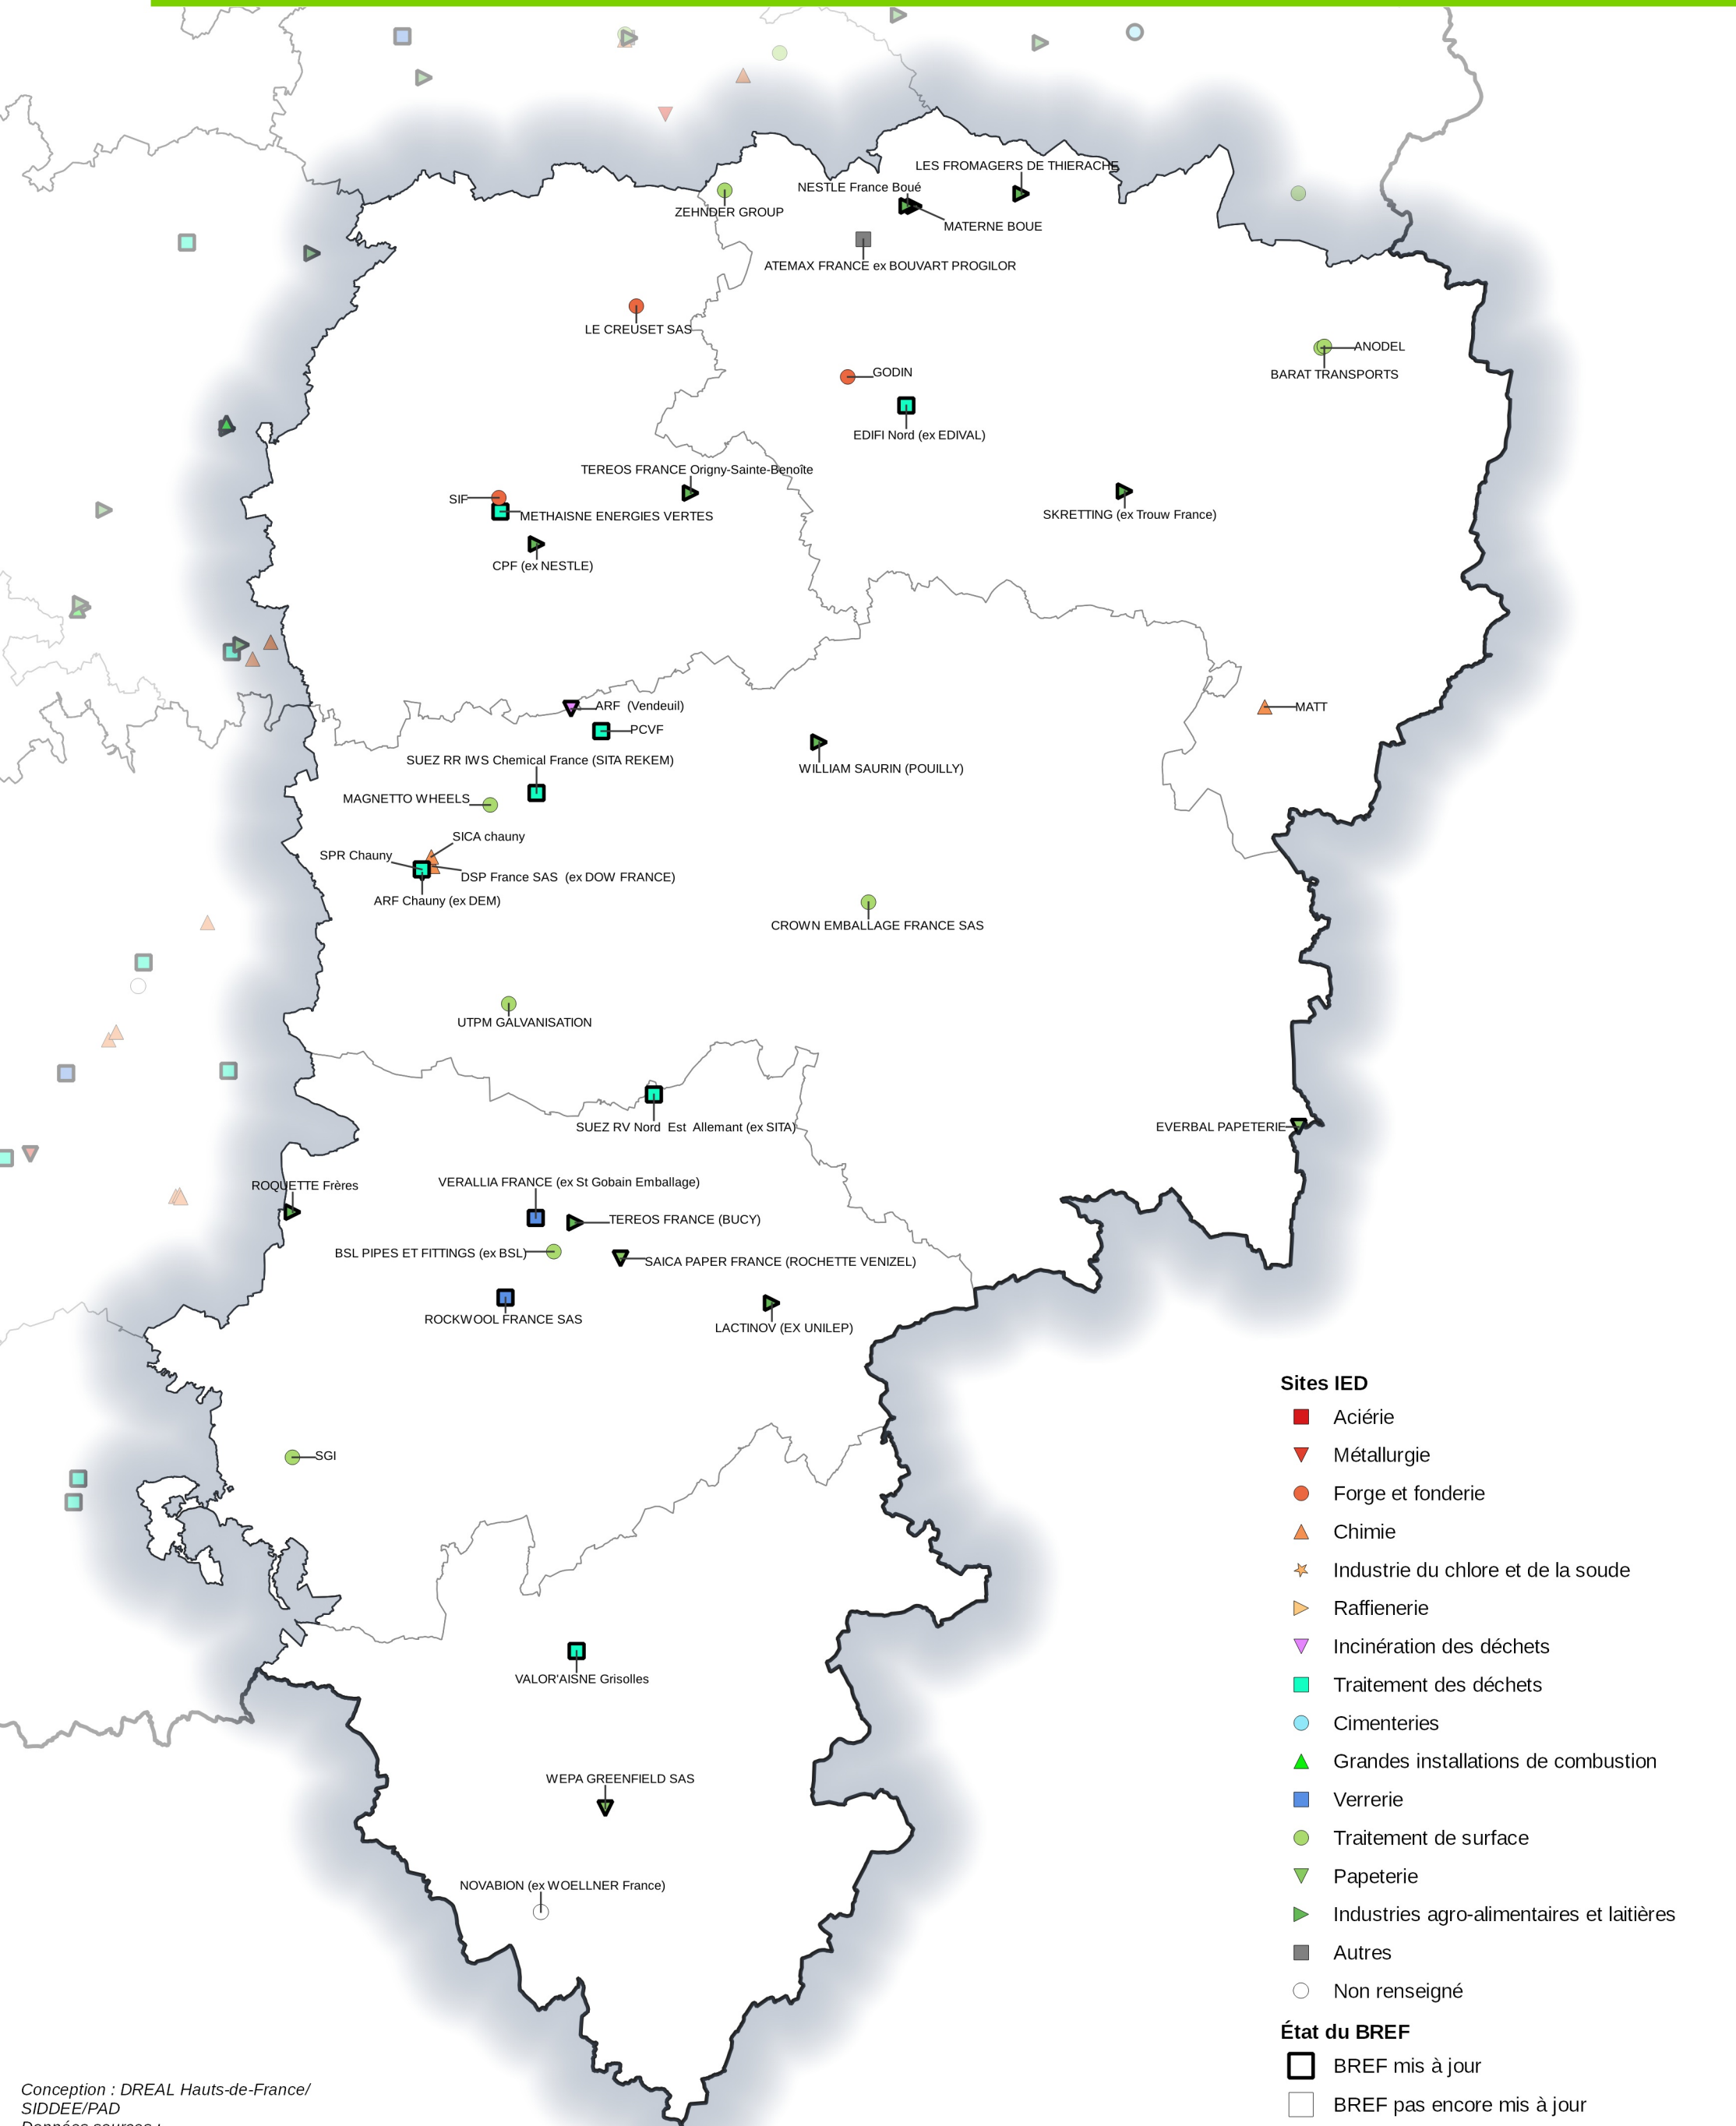 LES FROMAGERS DE THIERACHE
NESTLE France Boué
ZEHNDER GROUP
MATERNE BOUE
ATEMAX FRANCE ex BOUVART PROGILOR
LE CREUSET SAS
ANODEL
GODIN
BARAT TRANSPORTS
EDIFI Nord (ex EDIVAL)
TEREOS FRANCE Origny-Sainte-Benoîte
SIF
METHAISNE ENERGIES VERTES
SKRETTING (ex Trouw France)
CPF (ex NESTLE)
ARF (Vendeuil)
MATT
PCVF
SUEZ RR IWS Chemical France (SITA REKEM)
WILLIAM SAURIN (POUILLY)
MAGNETTO WHEELS
SICA chauny
SPR Chauny
DSP France SAS (ex DOW FRANCE)
ARF Chauny (ex DEM)
CROWN EMBALLAGE FRANCE SAS
UTPM GALVANISATION
SUEZ RV Nord Est Allemant (ex SITA)
EVERBAL PAPETERIE
VERALLIA FRANCE (ex St Gobain Emballage)
ROQUETTE Frères
TEREOS FRANCE (BUCY)
BSL PIPES ET FITTINGS (ex BSL)
SAICA PAPER FRANCE (ROCHETTE VENIZEL)
ROCKWOOL FRANCE SAS
LACTINOV (EX UNILEP)
SGI
VALOR'AISNE Grisolles
WEPA GREENFIELD SAS
NOVABION (ex WOELLNER France)
Sites IED
Aciérie
Métallurgie
Forge et fonderie
Chimie
Industrie du chlore et de la soude
Raffienerie
Incinération des déchets
Traitement des déchets
Cimenteries
Grandes installations de combustion
Verrerie
Traitement de surface
Papeterie
Industries agro-alimentaires et laitières
Autres
Non renseigné
État du BREF
BREF mis à jour
BREF pas encore mis à jour
Conception : DREAL Hauts-de-France/
SIDDEE/PAD
Données sources :